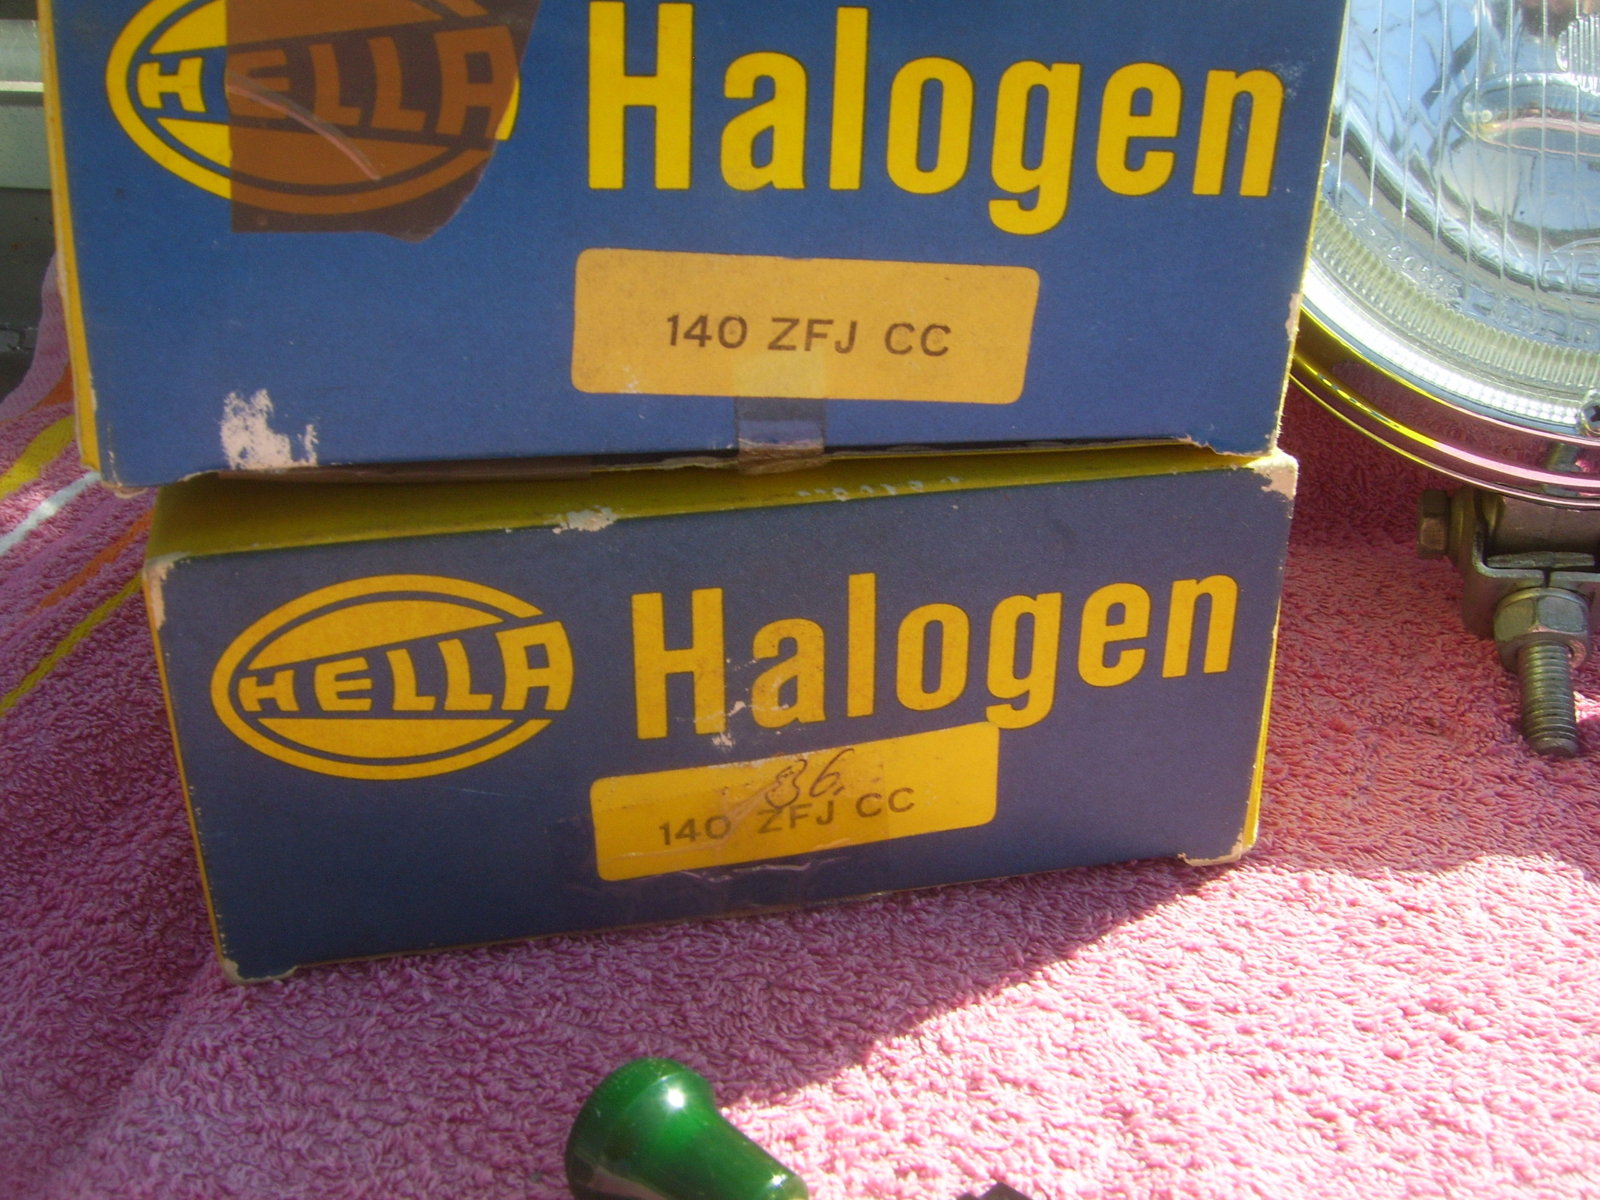 HELLA Halogen
140 ZFJ CC
HELLA Halogen
86.
140 ZFJ CC